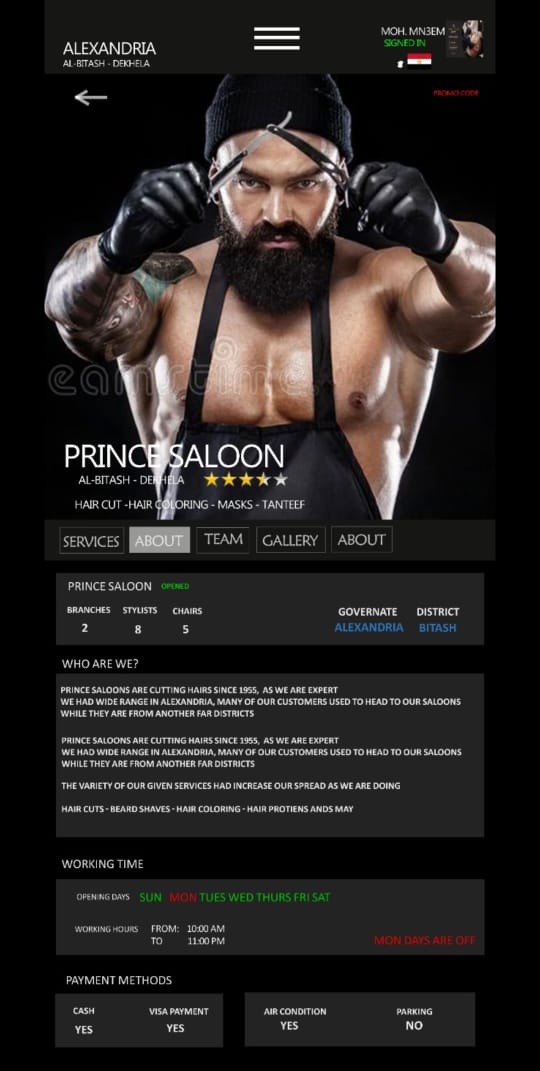 ALEXANDRIA
AL-BITASH - DEKHELA
MOH. MN3EM
SIGNED IN
PROMO CODE
PRINCE SALOON
AL-BITASH - DEKHELA
HAIR CUT -HAIR COLORING - MASKS - TANTEEF
SERVICES ABOUT TEAM GALLERY ABOUT
PRINCE SALOON OPENED
BRANCHES STYLISTS CHAIRS GOVERNATE DISTRICT
2 8 5 ALEXANDRIA BITASH
WHO ARE WE?
PRINCE SALOONS ARE CUTTING HAIRS SINCE 1955, AS WE ARE EXPERT
WE HAD WIDE RANGE IN ALEXANDRIA, MANY OF OUR CUSTOMERS USED TO HEAD TO OUR SALOONS
WHILE THEY ARE FROM ANOTHER FAR DISTRICTS
PRINCE SALOONS ARE CUTTING HAIRS SINCE 1955, AS WE ARE EXPERT
WE HAD WIDE RANGE IN ALEXANDRIA, MANY OF OUR CUSTOMERS USED TO HEAD TO OUR SALOONS
WHILE THEY ARE FROM ANOTHER FAR DISTRICTS
THE VARIETY OF OUR GIVEN SERVICES HAD INCREASE OUR SPREAD AS WE ARE DOING
HAIR CUTS - BEARD SHAVES - HAIR COLORING - HAIR PROTIENS ANDS MAY
WORKING TIME
OPENING DAYS SUN MON TUES WED THURS FRI SAT
WORKING HOURS FROM: 10:00 AM
TO 11:00 PM
MON DAYS ARE OFF
PAYMENT METHODS
CASH VISA PAYMENT AIR CONDITION PARKING
YES YES YES NO